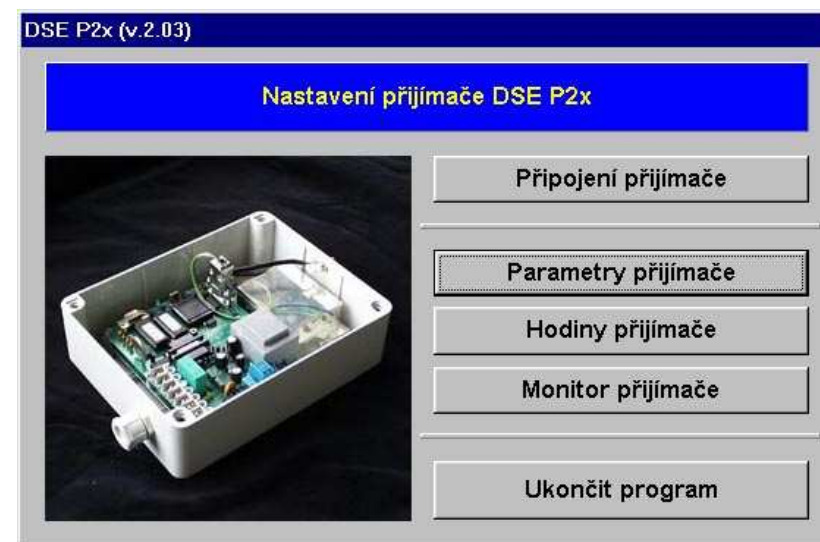 DSE P2x (v.2.03)
Nastavení přijímače DSE P2x
Připojení přijímače
Parametry přijímače
Hodiny přijímače
Monitor přijímače
Ukončit program